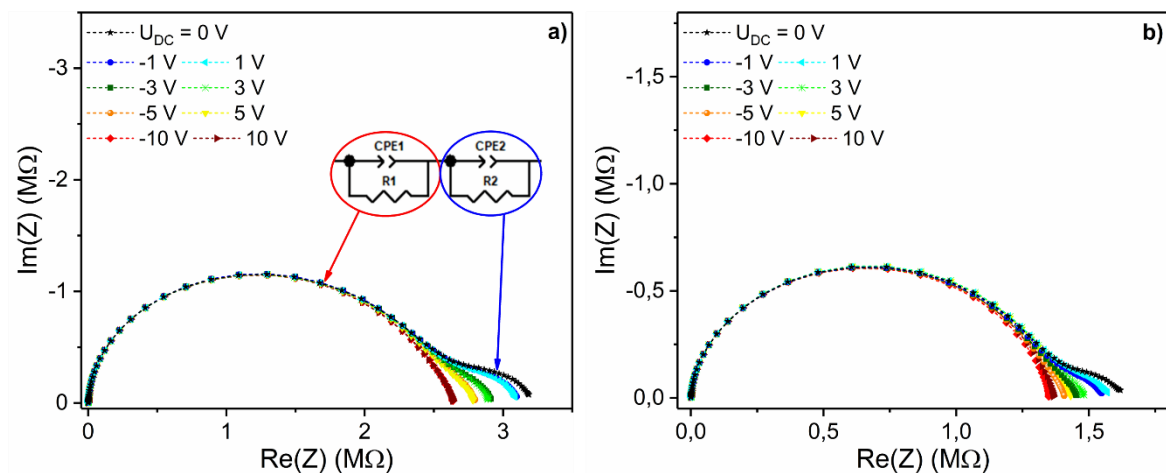 a)
U_DC = 0 V
-1 V 1 V
-3 V 3 V
-5 V 5 V
-10 V 10 V
CPE1 CPE2
R1 R2
-3
-2
-1
0
Im(Z) (MΩ)
0 1 2 3
Re(Z) (MΩ)
b)
U_DC = 0 V
-1 V 1 V
-3 V 3 V
-5 V 5 V
-10 V 10 V
-1,5
-1,0
-0,5
0,0
Im(Z) (MΩ)
0,0 0,5 1,0 1,5
Re(Z) (MΩ)